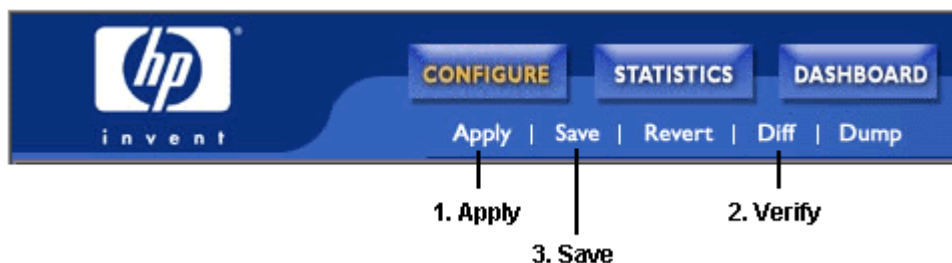 hp
invent
CONFIGURE STATISTICS DASHBOARD
Apply | Save | Revert | Diff | Dump
1. Apply
2. Verify
3. Save